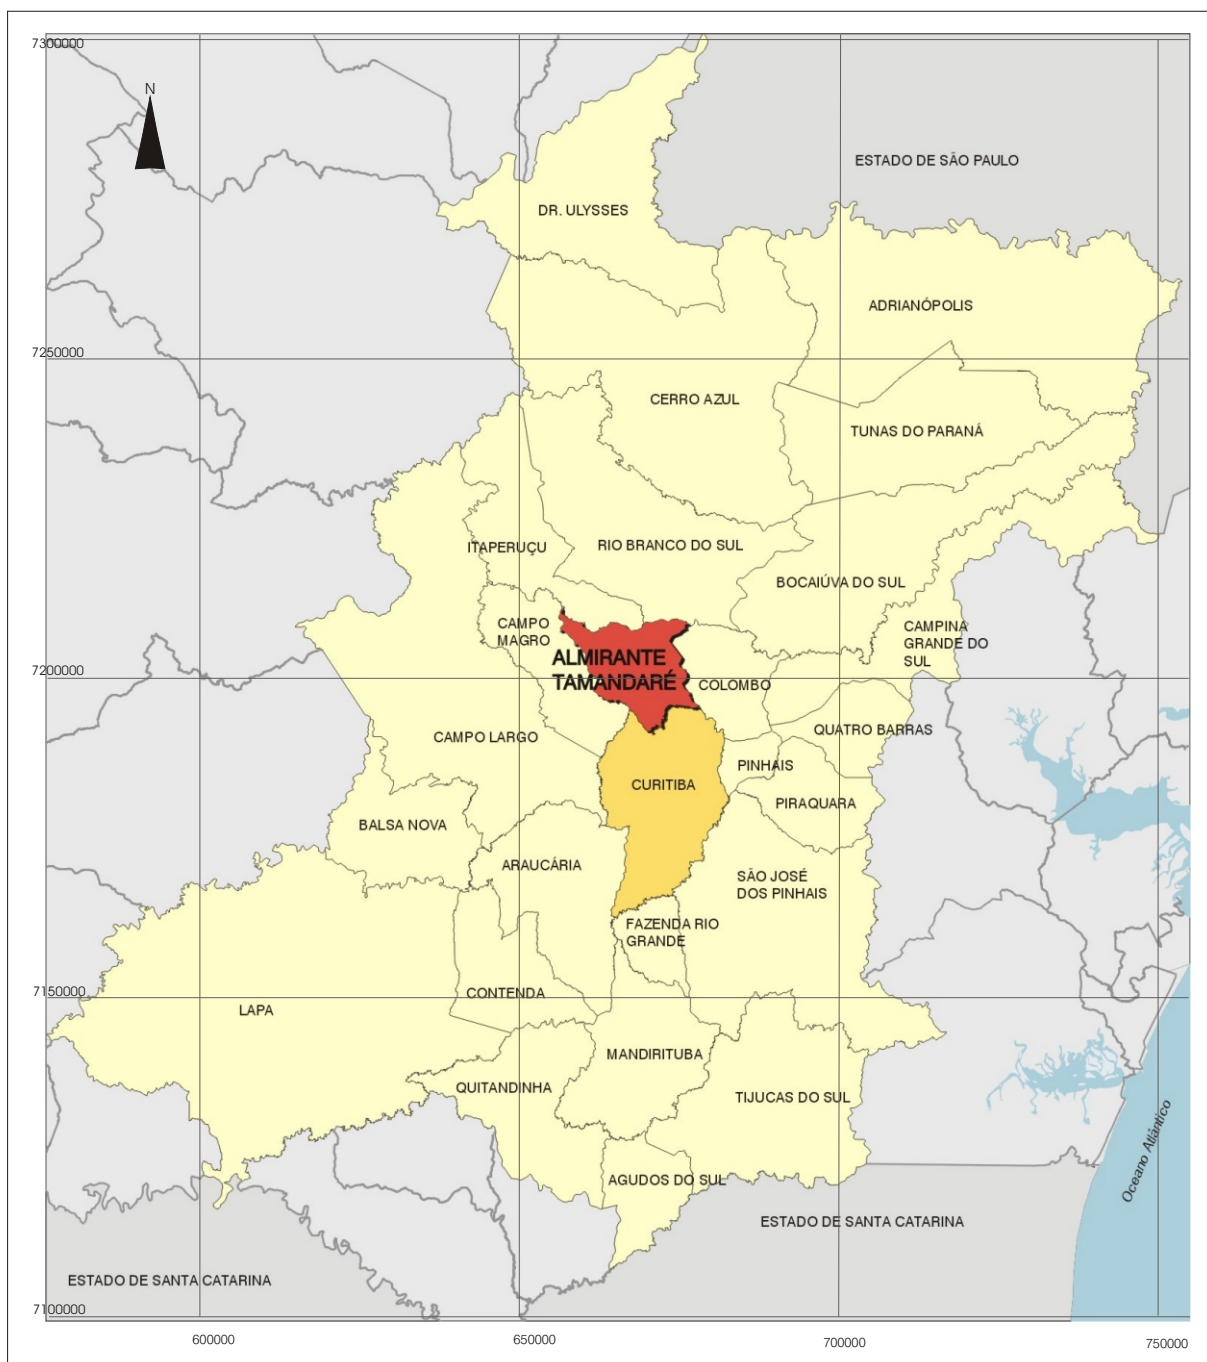 7300000
N
ESTADO DE SÃO PAULO
DR. ULYSSES
ADRIANÓPOLIS
7250000
CERRO AZUL
TUNAS DO PARANÁ
ITAPERUÇU
RIO BRANCO DO SUL
BOCAIÚVA DO SUL
CAMPO
MAGRO
CAMPINA
GRANDE DO
SUL
ALMIRANTE
TAMANDARÉ
7200000
COLOMBO
CAMPO LARGO
QUATRO BARRAS
PINHAIS
CURITIBA
PIRAQUARA
BALSA NOVA
ARAUCÁRIA
SÃO JOSÉ
DOS PINHAIS
FAZENDA RIO
GRANDE
7150000
CONTENDA
LAPA
MANDIRITUBA
QUITANDINHA
TIJUCAS DO SUL
Oceano Atlântico
AGUDOS DO SUL
ESTADO DE SANTA CATARINA
ESTADO DE SANTA CATARINA
7100000
600000
650000
700000
750000